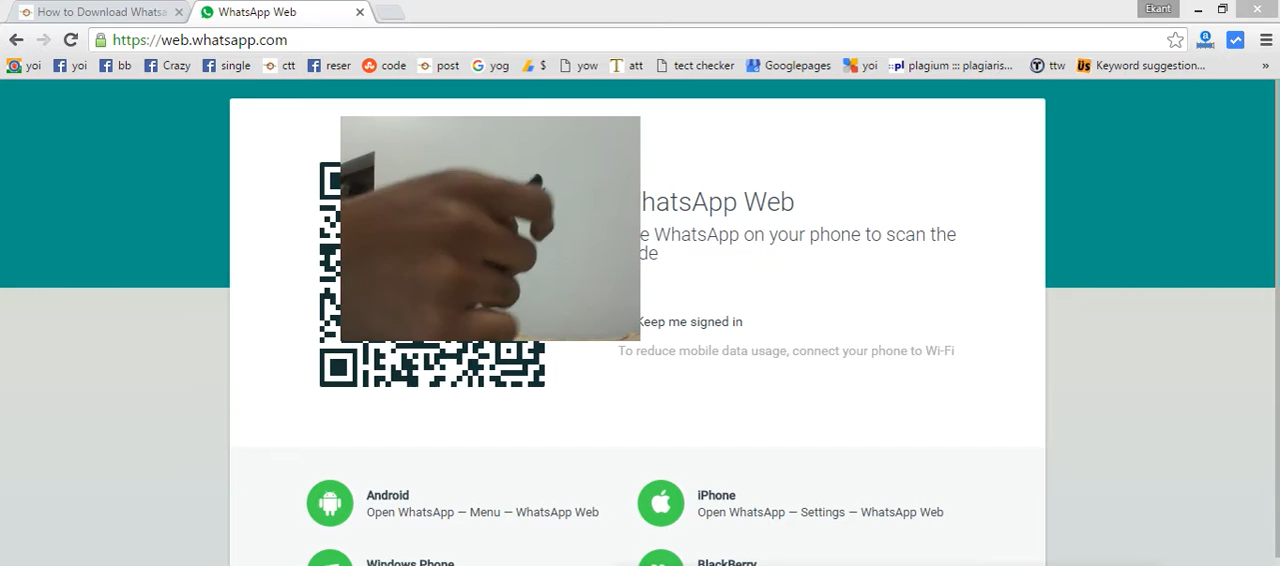 How to Download Whatsa
WhatsApp Web
Ekant
https://web.whatsapp.com
yoi yoi bb Crazy single ctt reser code post yog $ yow att tect checker Googlepages yoi plagium ::: plagiaris... ttw Keyword suggestion... »
hatsApp Web
e WhatsApp on your phone to scan the
de
Keep me signed in
To reduce mobile data usage, connect your phone to Wi-Fi
Android
Open WhatsApp — Menu — WhatsApp Web
iPhone
Open WhatsApp — Settings — WhatsApp Web
Windows Phone
BlackBerry